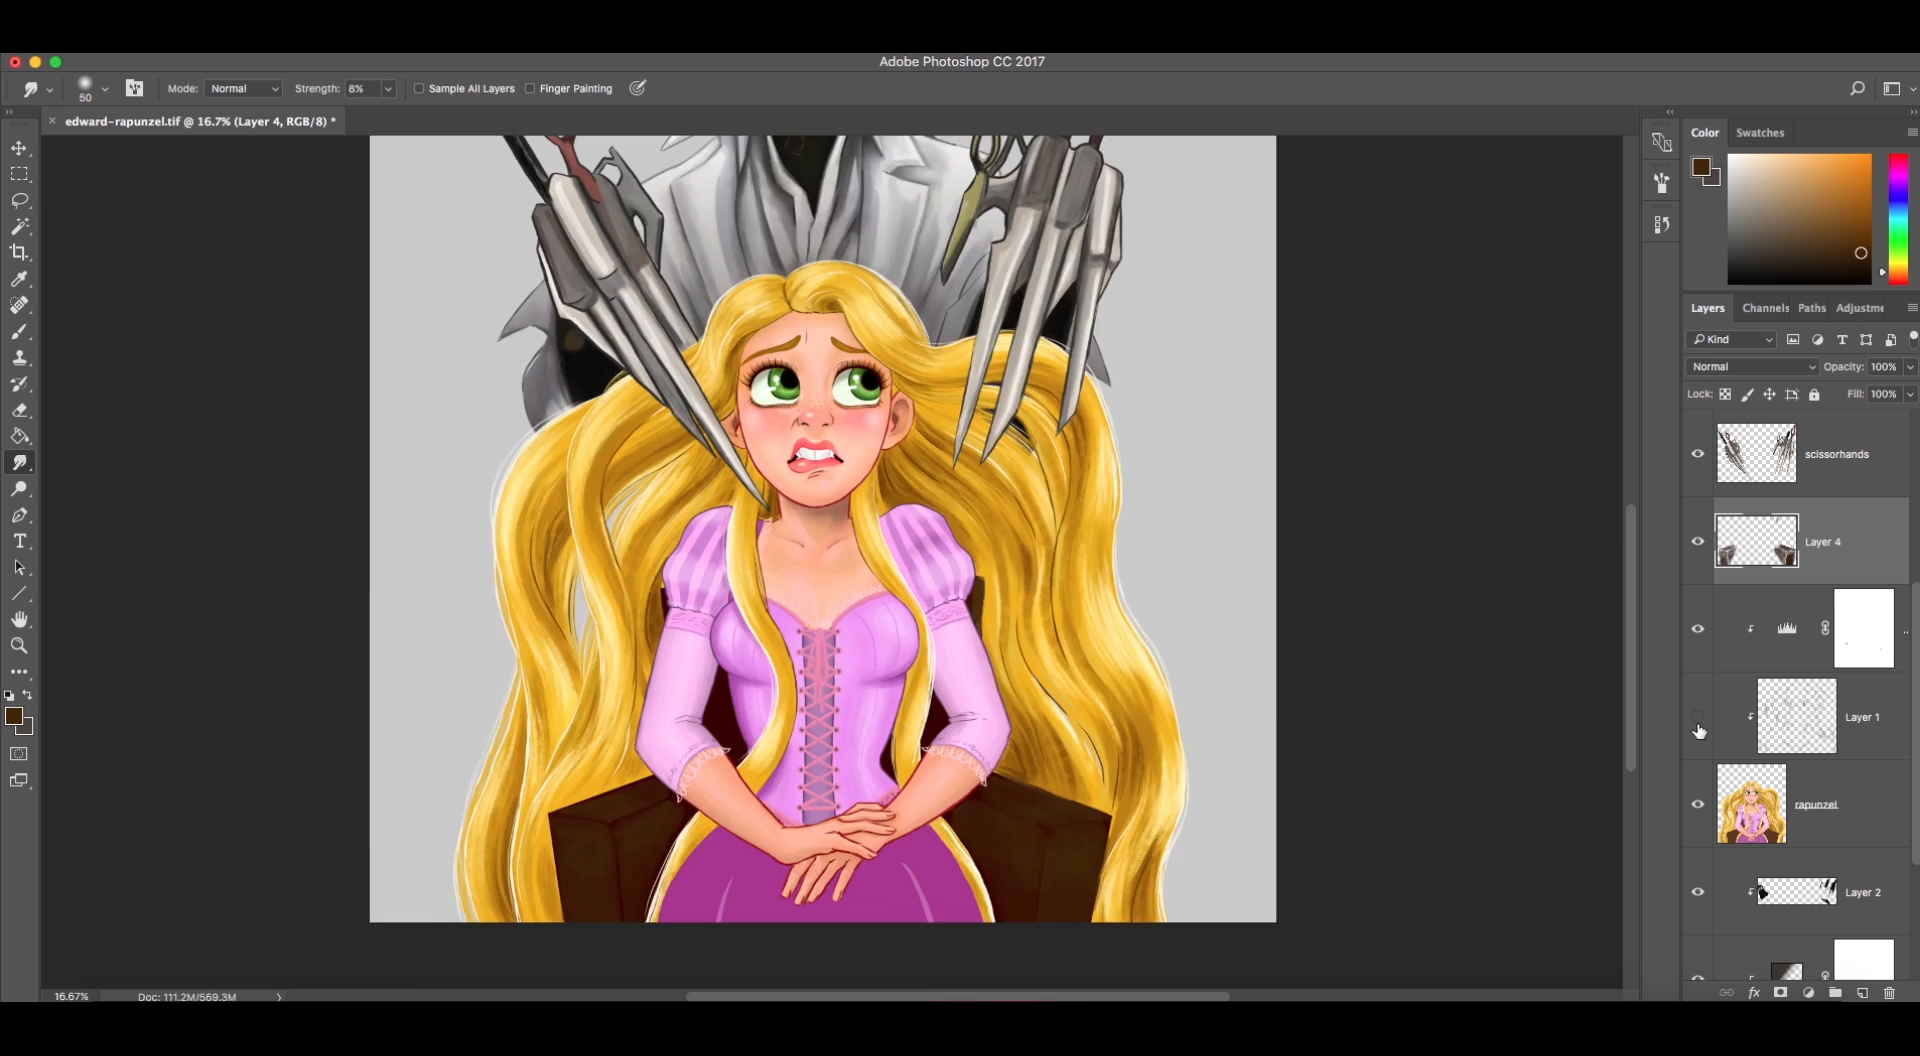 Adobe Photoshop CC 2017
50
Mode: Normal
Strength: 8%
Sample All Layers
Finger Painting
× edward-rapunzel.tif @ 16.7% (Layer 4, RGB/8) *
Color
Swatches
Layers
Channels
Paths
Adjustme
Kind
Normal
Opacity: 100%
Lock:
Fill: 100%
scissorhands
Layer 4
Layer 1
rapunzel
Layer 2
fx
16.67%
Doc: 111.2M/569.3M